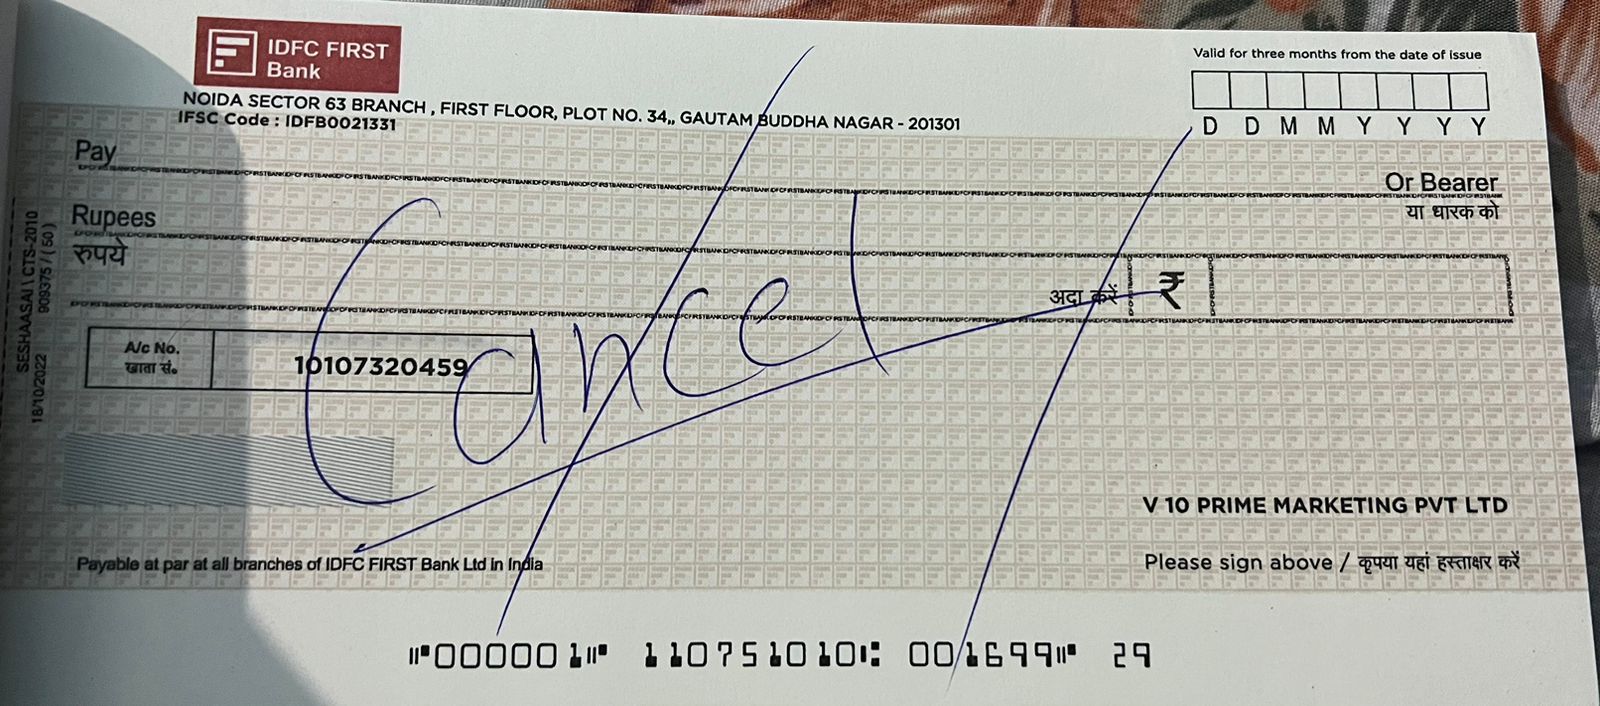 IDFC FIRST
Bank
NOIDA SECTOR 63 BRANCH , FIRST FLOOR, PLOT NO. 34,, GAUTAM BUDDHA NAGAR - 201301
IFSC Code : IDFB0021331
Valid for three months from the date of issue
D D M M Y Y Y Y
Pay
Or Bearer
या धारक को
Rupees
रुपये
अदा करें ₹
Cancel
A/c No.
खाता सं. 10107320459
SESHAASAI \ CTS-2010
18/10/2022 909375 / ( 50 )
V 10 PRIME MARKETING PVT LTD
Payable at par at all branches of IDFC FIRST Bank Ltd in India
Please sign above / कृपया यहां हस्ताक्षर करें
⑈000001⑈ 110751010⑆ 001699⑈ 29